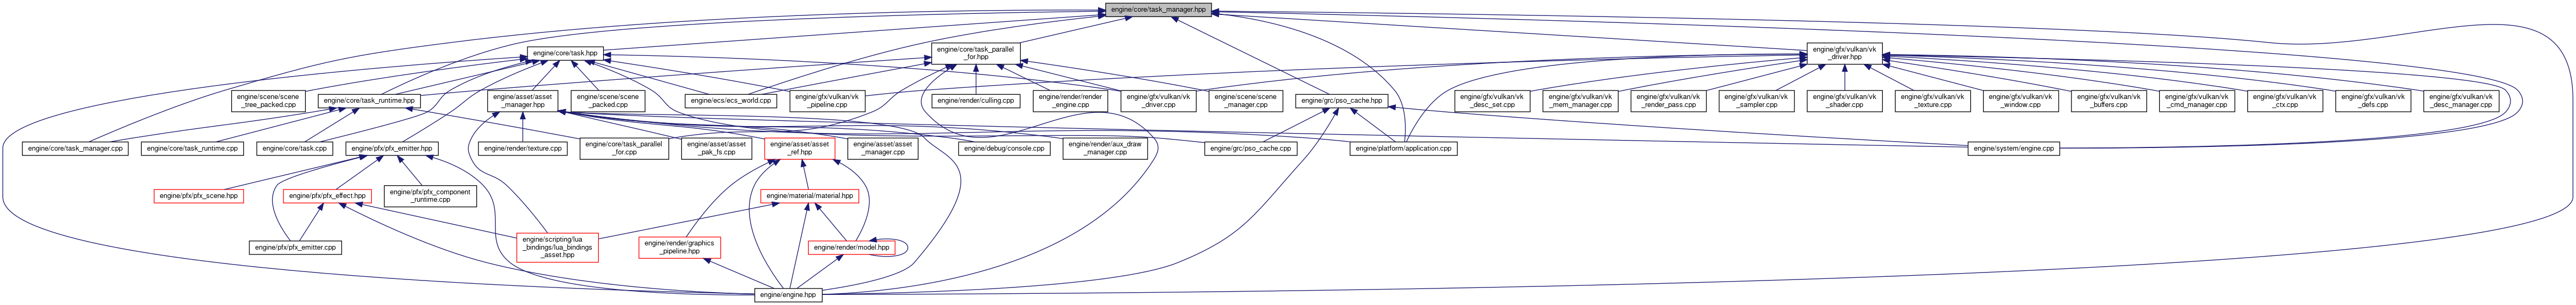 engine/core/task_manager.hpp
engine/core/task.hpp
engine/core/task_parallel
_for.hpp
engine/gfx/vulkan/vk
_driver.hpp
engine/scene/scene
_tree_packed.cpp
engine/core/task_runtime.hpp
engine/asset/asset
_manager.hpp
engine/scene/scene
_packed.cpp
engine/ecs/ecs_world.cpp
engine/gfx/vulkan/vk
_pipeline.cpp
engine/render/culling.cpp
engine/render/render
_engine.cpp
engine/gfx/vulkan/vk
_driver.cpp
engine/scene/scene
_manager.cpp
engine/grc/pso_cache.hpp
engine/gfx/vulkan/vk
_desc_set.cpp
engine/gfx/vulkan/vk
_mem_manager.cpp
engine/gfx/vulkan/vk
_render_pass.cpp
engine/gfx/vulkan/vk
_sampler.cpp
engine/gfx/vulkan/vk
_shader.cpp
engine/gfx/vulkan/vk
_texture.cpp
engine/gfx/vulkan/vk
_window.cpp
engine/gfx/vulkan/vk
_buffers.cpp
engine/gfx/vulkan/vk
_cmd_manager.cpp
engine/gfx/vulkan/vk
_ctx.cpp
engine/gfx/vulkan/vk
_defs.cpp
engine/gfx/vulkan/vk
_desc_manager.cpp
engine/core/task_manager.cpp
engine/core/task_runtime.cpp
engine/core/task.cpp
engine/pfx/pfx_emitter.hpp
engine/render/texture.cpp
engine/core/task_parallel
_for.cpp
engine/asset/asset
_pak_fs.cpp
engine/asset/asset
_ref.hpp
engine/asset/asset
_manager.cpp
engine/debug/console.cpp
engine/render/aux_draw
_manager.cpp
engine/grc/pso_cache.cpp
engine/platform/application.cpp
engine/system/engine.cpp
engine/pfx/pfx_scene.hpp
engine/pfx/pfx_effect.hpp
engine/pfx/pfx_component
_runtime.cpp
engine/material/material.hpp
engine/pfx/pfx_emitter.cpp
engine/scripting/lua
_bindings/lua_bindings
_asset.hpp
engine/render/graphics
_pipeline.hpp
engine/render/model.hpp
engine/engine.hpp